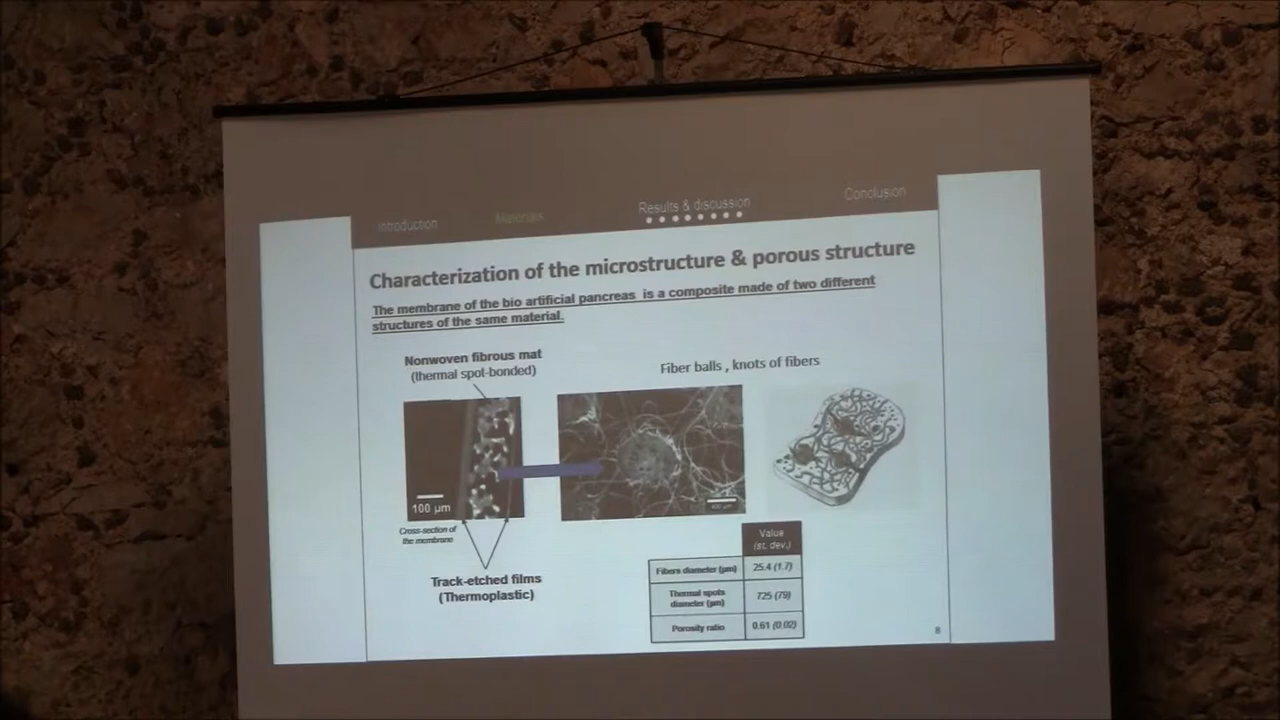 Introduction
Materials
Results & discussion
Conclusion
Characterization of the microstructure & porous structure
The membrane of the bio artificial pancreas is a composite made of two different
structures of the same material.
Nonwoven fibrous mat
(thermal spot-bonded)
Fiber balls , knots of fibers
100 µm
Cross-section of
the membrane
Track-etched films
(Thermoplastic)
Value
(st. dev.)
Fibers diameter (µm) 25.4 (1.7)
Thermal spots
diameter (µm) 725 (79)
Porosity ratio 0.61 (0.02)
8